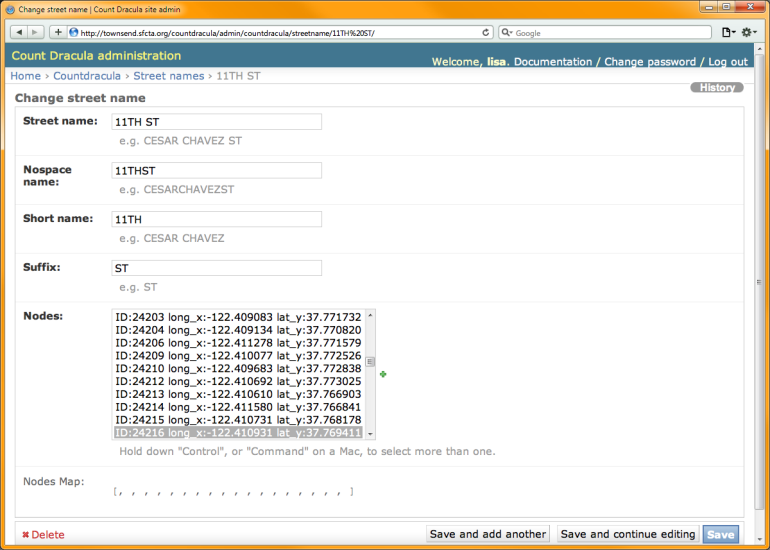 Change street name | Count Dracula site admin
http://townsend.sfcta.org/countdracula/admin/countdracula/streetname/11TH%20ST/
Google
Count Dracula administration
Welcome, lisa. Documentation / Change password / Log out
Home › Countdracula › Street names › 11TH ST
History
Change street name
Street name: 11TH ST
e.g. CESAR CHAVEZ ST
Nospace name: 11THST
e.g. CESARCHAVEZST
Short name: 11TH
e.g. CESAR CHAVEZ
Suffix: ST
e.g. ST
Nodes:
ID:24203 long_x:-122.409083 lat_y:37.771732
ID:24204 long_x:-122.409134 lat_y:37.770820
ID:24206 long_x:-122.411278 lat_y:37.771579
ID:24209 long_x:-122.410077 lat_y:37.772526
ID:24210 long_x:-122.409683 lat_y:37.772838
ID:24212 long_x:-122.410692 lat_y:37.773025
ID:24213 long_x:-122.410610 lat_y:37.766903
ID:24214 long_x:-122.411580 lat_y:37.766841
ID:24215 long_x:-122.410731 lat_y:37.768178
ID:24216 long_x:-122.410931 lat_y:37.769411
Hold down "Control", or "Command" on a Mac, to select more than one.
Nodes Map:
[, , , , , , , , , , , , , , , , , , ]
Delete
Save and add another
Save and continue editing
Save